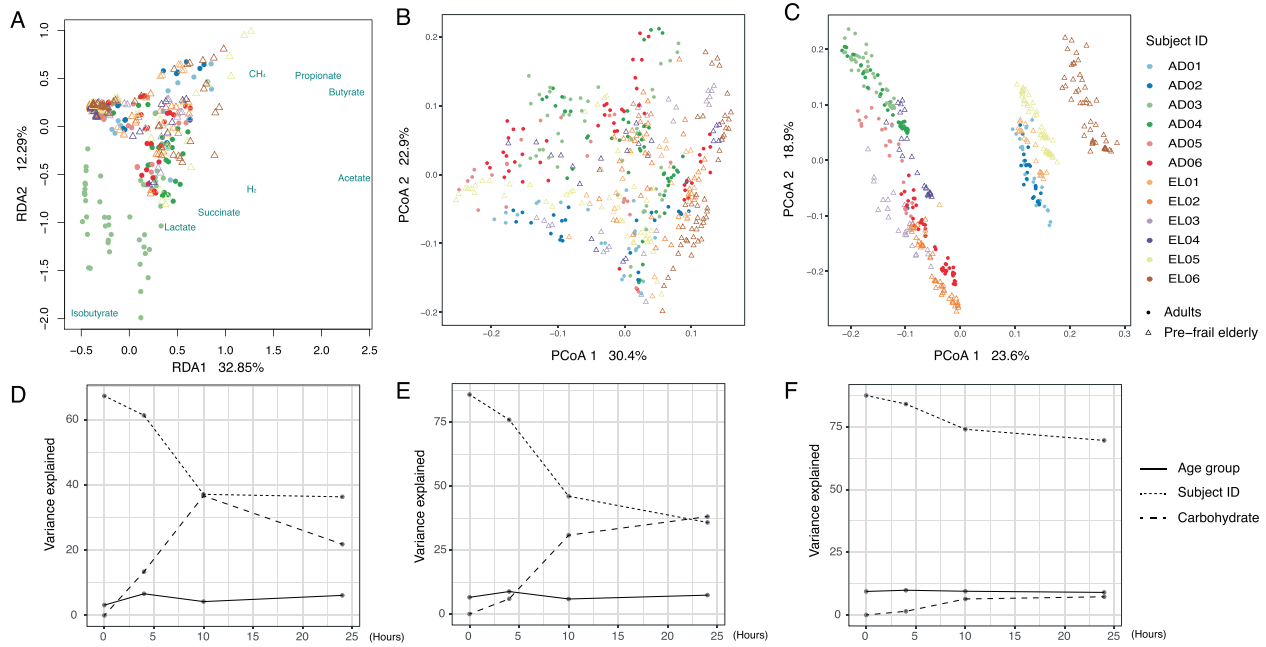 A
1.0
0.5
0.0
−0.5
−1.0
−1.5
−2.0
RDA2 12.29%
CH₄
Propionate
Butyrate
Acetate
H₂
Succinate
Lactate
Isobutyrate
−0.5 0.0 0.5 1.0 1.5 2.0 2.5
RDA1 32.85%
B
0.2
0.1
0.0
−0.1
−0.2
PCoA 2 22.9%
−0.2 −0.1 0.0 0.1
PCoA 1 30.4%
C
0.2
0.1
0.0
−0.1
−0.2
PCoA 2 18.9%
−0.2 −0.1 0.0 0.1 0.2 0.3
PCoA 1 23.6%
Subject ID
AD01
AD02
AD03
AD04
AD05
AD06
EL01
EL02
EL03
EL04
EL05
EL06
Adults
Pre−frail elderly
D
60
40
20
0
Variance explained
0 5 10 15 20 25 (Hours)
E
75
50
25
0
Variance explained
0 5 10 15 20 25 (Hours)
F
75
50
25
0
Variance explained
0 5 10 15 20 25 (Hours)
Age group
Subject ID
Carbohydrate